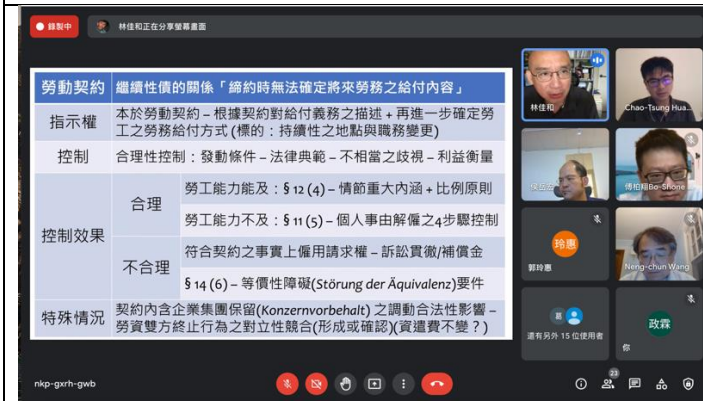 錄製中
林佳和正在分享螢幕畫面
勞動契約 繼續性債的關係「締約時無法確定將來勞務之給付內容」
指示權 本於勞動契約 – 根據契約對給付義務之描述 + 再進一步確定勞
工之勞務給付方式 (標的：持續性之地點與職務變更)
控制 合理性控制：發動條件 – 法律典範 – 不相當之歧視 – 利益衡量
控制效果
合理
勞工能力能及：§ 12 (4) – 情節重大內涵 + 比例原則
勞工能力不及：§ 11 (5) – 個人事由解僱之4步驟控制
不合理
符合契約之事實上僱用請求權 – 訴訟貫徹/補償金
§ 14 (6) – 等價性障礙(Störung der Äquivalenz)要件
特殊情況 契約內含企業集團保留(Konzernvorbehalt) 之調動合法性影響 –
勞資雙方終止行為之對立性競合(形成或確認)(資遣費不變？)
林佳和
Chao-Tsung Hua...
傅柏翔Bo-Shone
玲惠
郭玲惠
Neng-chun Wang
葛
還有另外 15 位使用者
政霖
你
nkp-gxrh-gwb
23